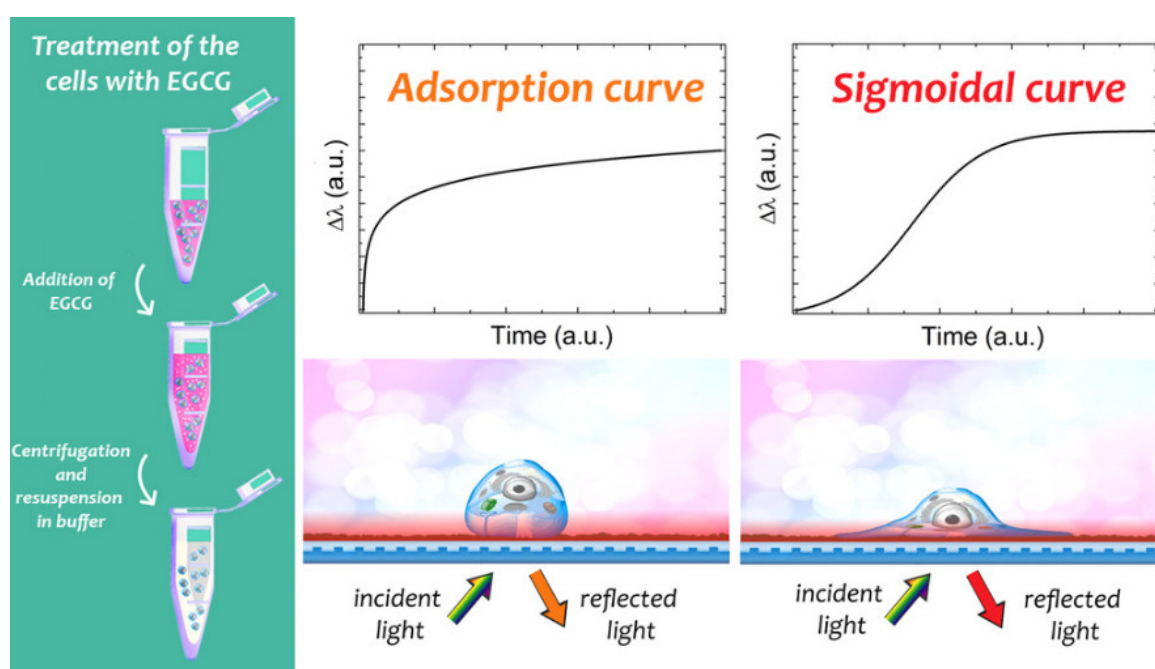 Treatment of the
cells with EGCG
Addition of
EGCG
Centrifugation
and
resuspension
in buffer
Adsorption curve
Δλ (a.u.)
Time (a.u.)
incident
light
reflected
light
Sigmoidal curve
Δλ (a.u.)
Time (a.u.)
incident
light
reflected
light